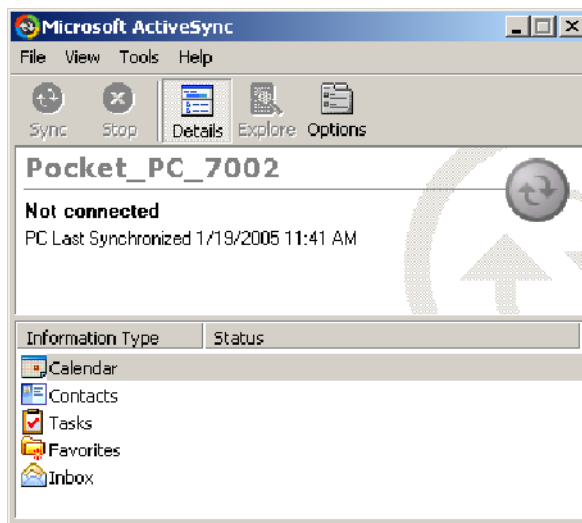 Microsoft ActiveSync
File View Tools Help
Sync Stop Details Explore Options
Pocket_PC_7002
Not connected
PC Last Synchronized 1/19/2005 11:41 AM
Information Type Status
Calendar
Contacts
Tasks
Favorites
Inbox